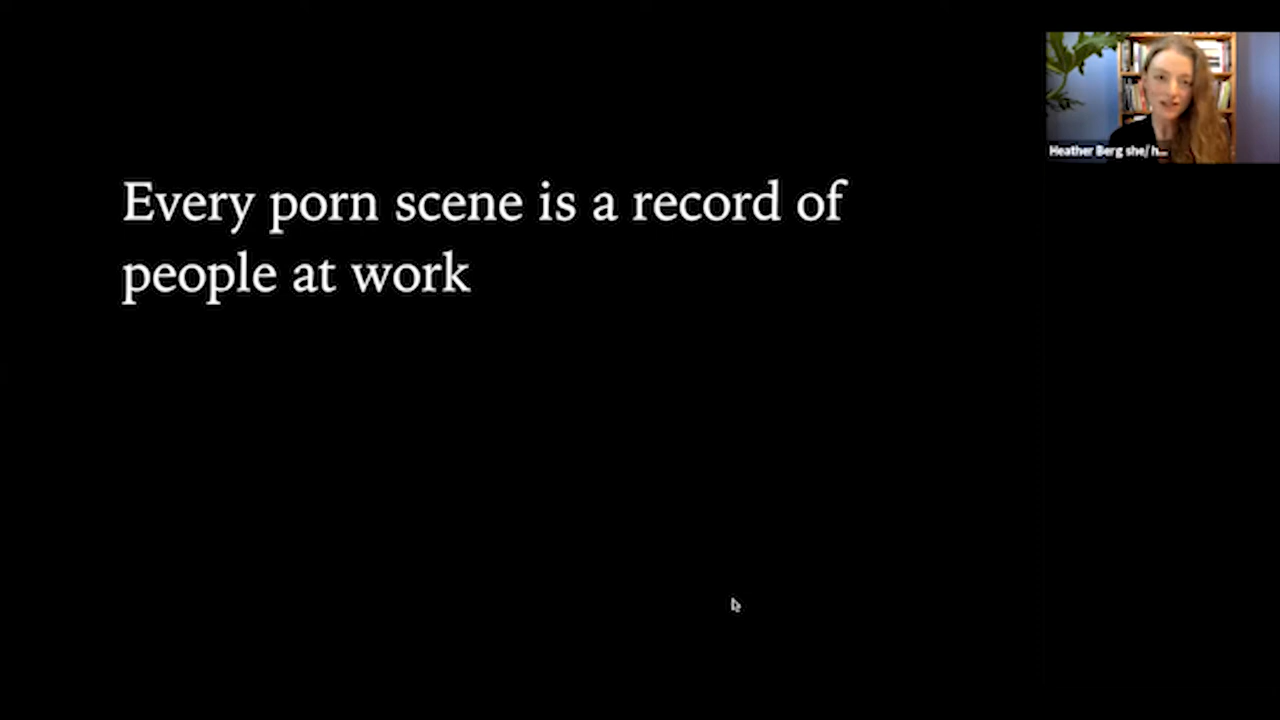 Every porn scene is a record of
people at work
Heather Berg she/ h...